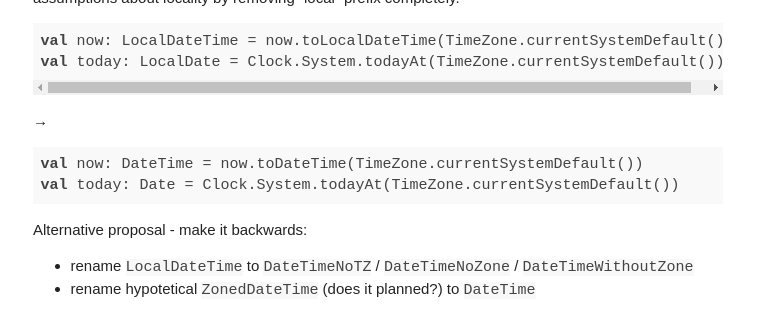 assumptions about locality by removing "local" prefix completely.
val now: LocalDateTime = now.toLocalDateTime(TimeZone.currentSystemDefault()
val today: LocalDate = Clock.System.todayAt(TimeZone.currentSystemDefault())
→
val now: DateTime = now.toDateTime(TimeZone.currentSystemDefault())
val today: Date = Clock.System.todayAt(TimeZone.currentSystemDefault())
Alternative proposal - make it backwards:
• rename LocalDateTime to DateTimeNoTZ / DateTimeNoZone / DateTimeWithoutZone
• rename hypotetical ZonedDateTime (does it planned?) to DateTime